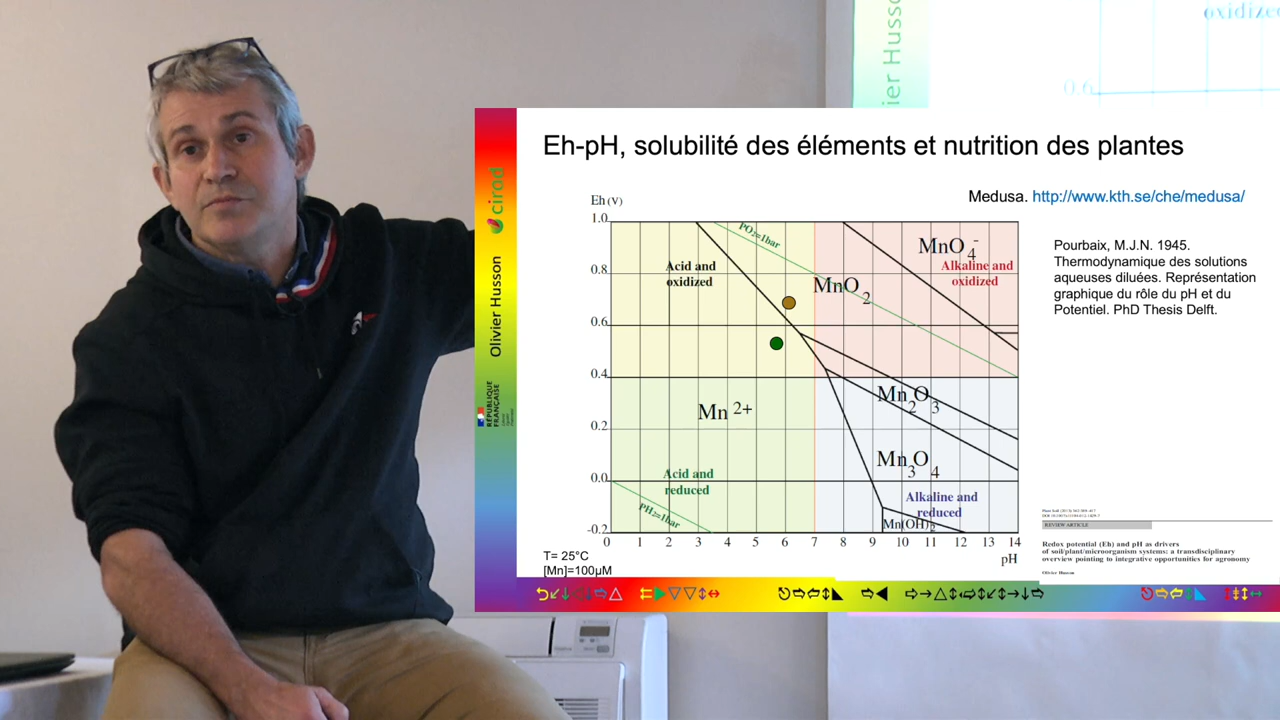 oxidize
ier Huss
0.6
Eh-pH, solubilité des éléments et nutrition des plantes
Medusa. http://www.kth.se/che/medusa/
cirad
Olivier Husson
RÉPUBLIQUE
FRANÇAISE
Eh (V)
1.0
0.8
0.6
0.4
0.2
0.0
-0.2
PO2=1bar
MnO4-
Acid and
oxidized
Alkaline and
oxidized
MnO2
Mn2O3
Mn2+
Mn3O4
Acid and
reduced
Alkaline and
reduced
PH2=1bar
Mn(OH)2
0 1 2 3 4 5 6 7 8 9 10 11 12 13 14
pH
T= 25°C
[Mn]=100µM
Pourbaix, M.J.N. 1945.
Thermodynamique des solutions
aqueuses diluées. Représentation
graphique du rôle du pH et du
Potentiel. PhD Thesis Delft.
REVIEW ARTICLE
Redox potential (Eh) and pH as drivers
of soil/plant/microorganism systems: a transdisciplinary
overview pointing to integrative opportunities for agronomy
Olivier Husson